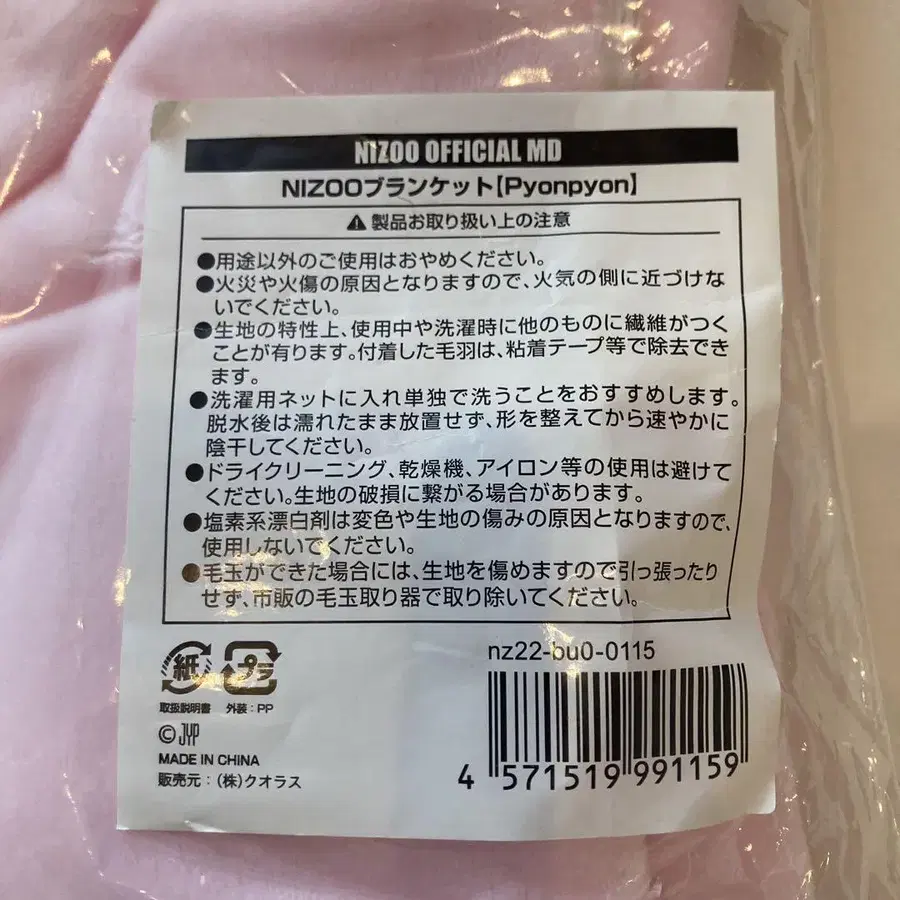 NIZOO OFFICIAL MD
NIZOOブランケット【Pyonpyon】
⚠製品お取り扱い上の注意
●用途以外のご使用はおやめください。
●火災や火傷の原因となりますので、火気の側に近づけな
いでください。
●生地の特性上、使用中や洗濯時に他のものに繊維がつく
ことが有ります。付着した毛羽は、粘着テープ等で除去でき
ます。
●洗濯用ネットに入れ単独で洗うことをおすすめします。
脱水後は濡れたまま放置せず、形を整えてから速やかに
陰干してください。
●ドライクリーニング、乾燥機、アイロン等の使用は避けて
ください。生地の破損に繋がる場合があります。
●塩素系漂白剤は変色や生地の傷みの原因となりますので、
使用しないでください。
●毛玉ができた場合には、生地を傷めますので引っ張ったり
せず、市販の毛玉取り器で取り除いてください。
nz22-bu0-0115
紙 プラ
取扱説明書 外装:PP
©JYP
MADE IN CHINA
販売元:(株)クオラス
4 571519 991159